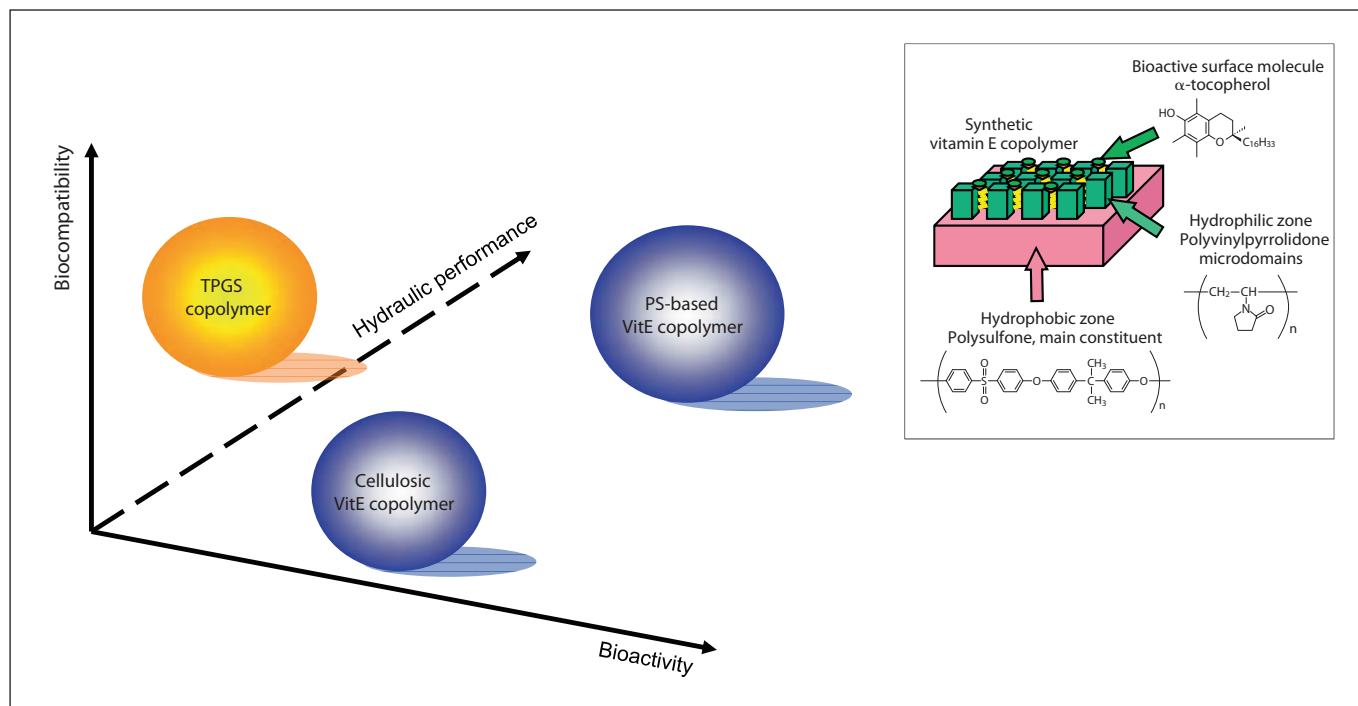 Biocompatibility
Hydraulic performance
Bioactivity
TPGS
copolymer
Cellulosic
VitE copolymer
PS-based
VitE copolymer
Bioactive surface molecule
α-tocopherol
HO
O
CH₃
C₁₆H₃₃
Synthetic
vitamin E copolymer
Hydrophilic zone
Polyvinylpyrrolidone
microdomains
CH₂ CH
N O
n
Hydrophobic zone
Polysulfone, main constituent
O
S
O
O
CH₃
C
CH₃
O
n